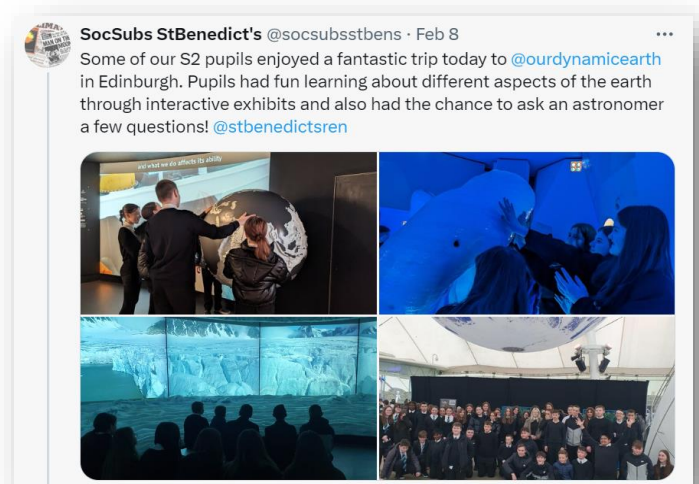 SocSubs StBenedict's @socsubsstbens · Feb 8
Some of our S2 pupils enjoyed a fantastic trip today to @ourdynamicearth
in Edinburgh. Pupils had fun learning about different aspects of the earth
through interactive exhibits and also had the chance to ask an astronomer
a few questions! @stbenedictsren
and what we do affects its ability